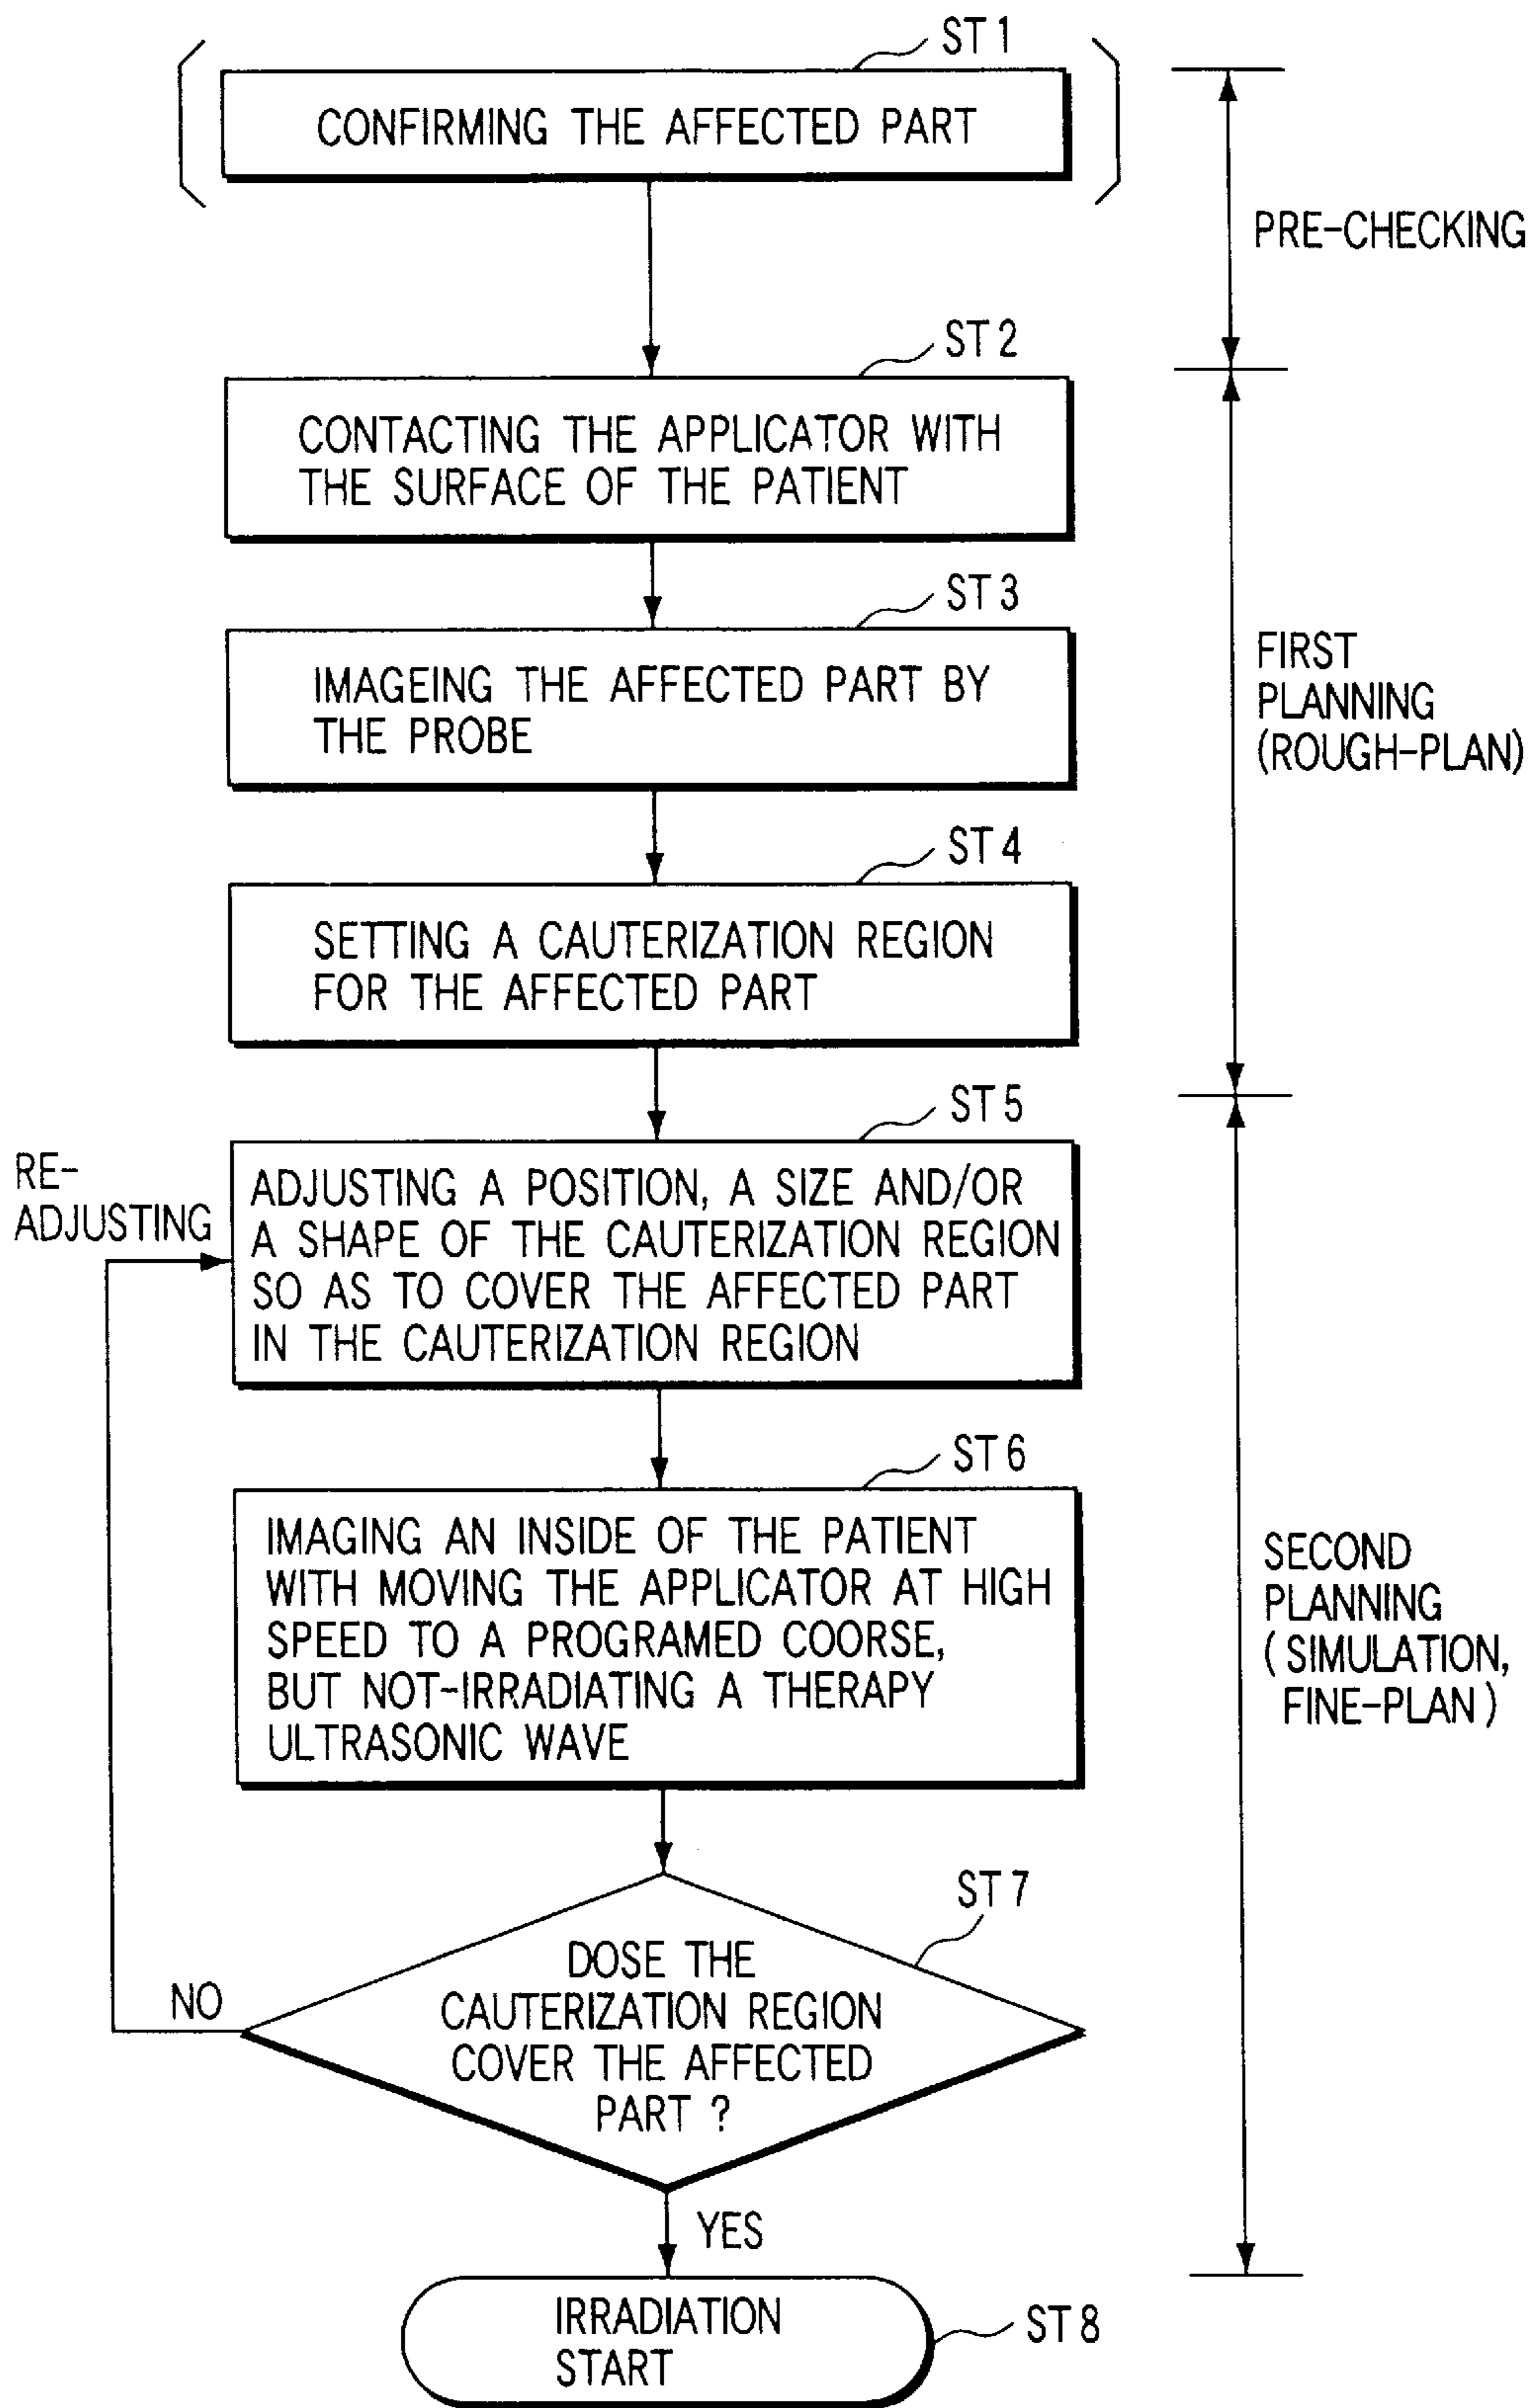 ST1
CONFIRMING THE AFFECTED PART
PRE-CHECKING
ST2
CONTACTING THE APPLICATOR WITH
THE SURFACE OF THE PATIENT
ST3
IMAGEING THE AFFECTED PART BY
THE PROBE
FIRST
PLANNING
(ROUGH-PLAN)
ST4
SETTING A CAUTERIZATION REGION
FOR THE AFFECTED PART
ST5
RE-
ADJUSTING
ADJUSTING A POSITION, A SIZE AND/OR
A SHAPE OF THE CAUTERIZATION REGION
SO AS TO COVER THE AFFECTED PART
IN THE CAUTERIZATION REGION
ST6
IMAGING AN INSIDE OF THE PATIENT
WITH MOVING THE APPLICATOR AT HIGH
SPEED TO A PROGRAMED COORSE,
BUT NOT-IRRADIATING A THERAPY
ULTRASONIC WAVE
SECOND
PLANNING
(SIMULATION,
FINE-PLAN)
ST7
DOSE THE
CAUTERIZATION REGION
COVER THE AFFECTED
PART ?
NO
YES
IRRADIATION
START
ST8